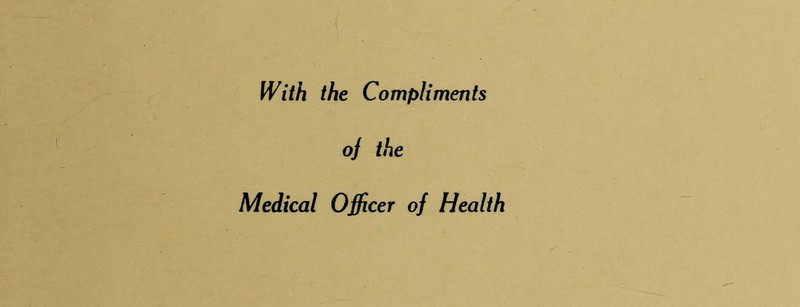 With the Compliments
of the
Medical Officer of Health